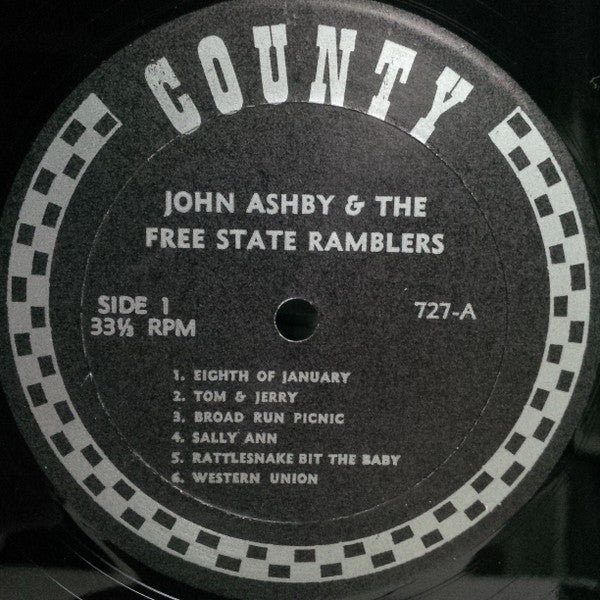 COUNTY
JOHN ASHBY & THE
FREE STATE RAMBLERS
SIDE 1
33⅓ RPM
727-A
1. EIGHTH OF JANUARY
2. TOM & JERRY
3. BROAD RUN PICNIC
4. SALLY ANN
5. RATTLESNAKE BIT THE BABY
6. WESTERN UNION